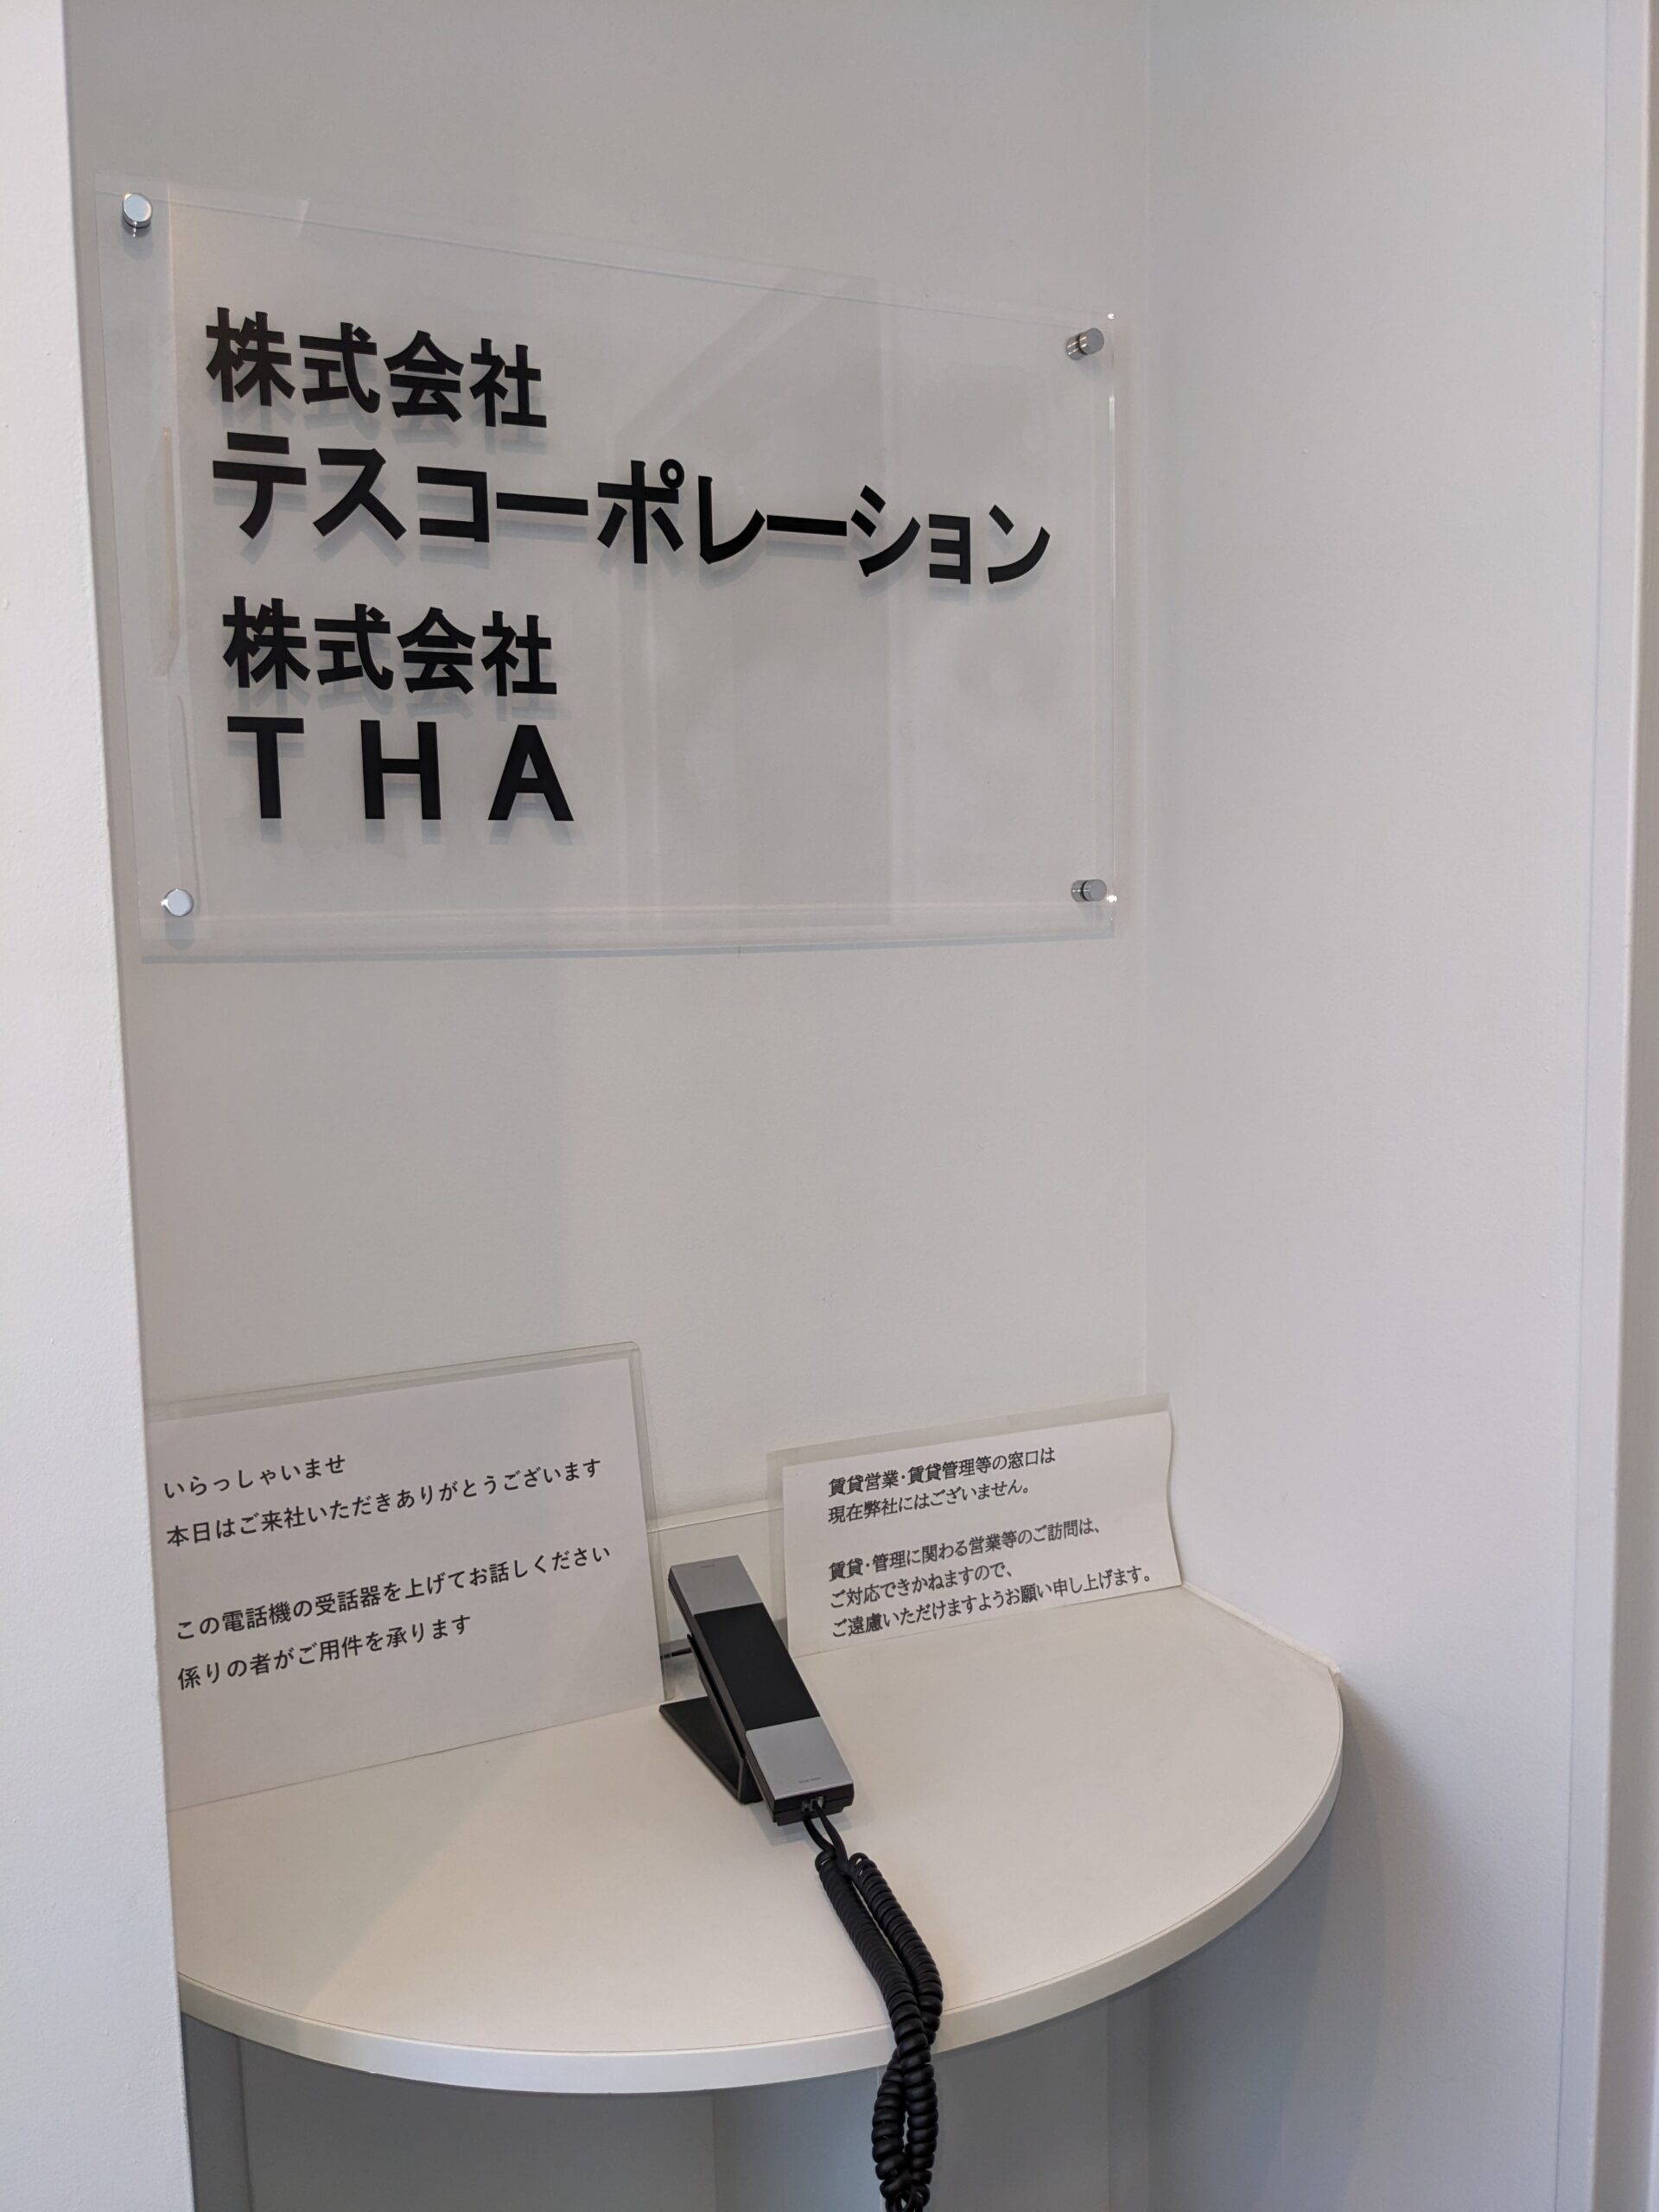 株式会社
テスコーポレーション
株式会社
THA
いらっしゃいませ
本日はご来社いただきありがとうございます
この電話機の受話器を上げてお話しください
係りの者がご用件を承ります
賃貸営業・賃貸管理等の窓口は
現在弊社にはございません。
賃貸・管理に関わる営業等のご訪問は、
ご対応できかねますので、
ご遠慮いただけますようお願い申し上げます。